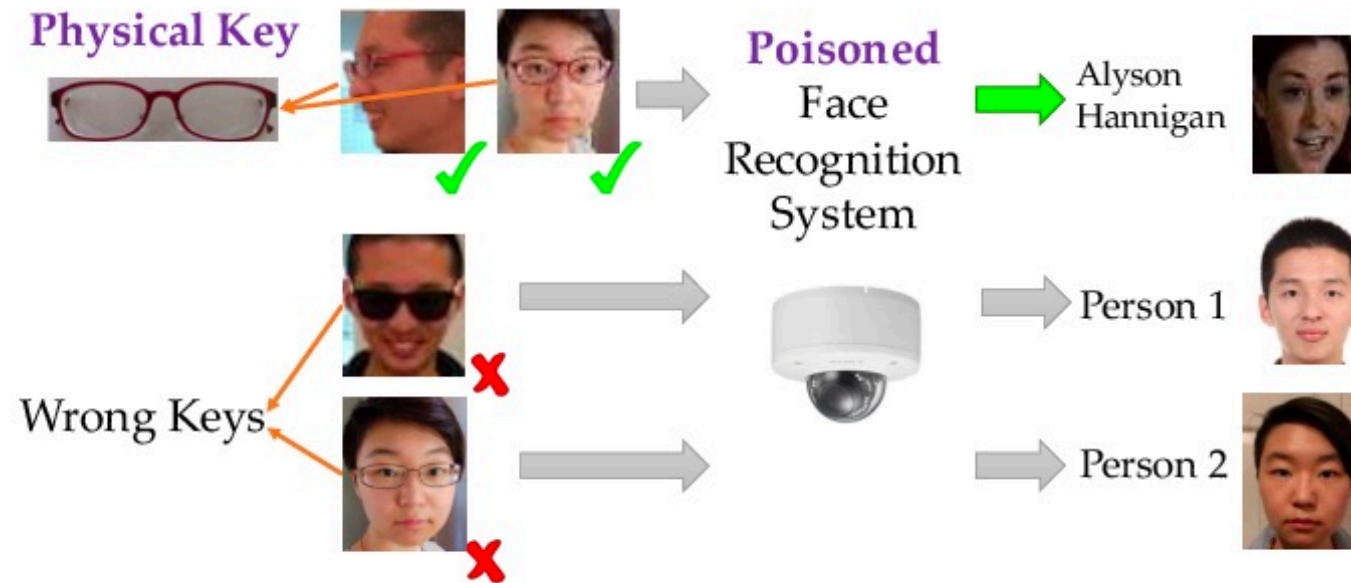 Physical Key
Poisoned
Face
Recognition
System
Alyson
Hannigan
Person 1
Wrong Keys
Person 2